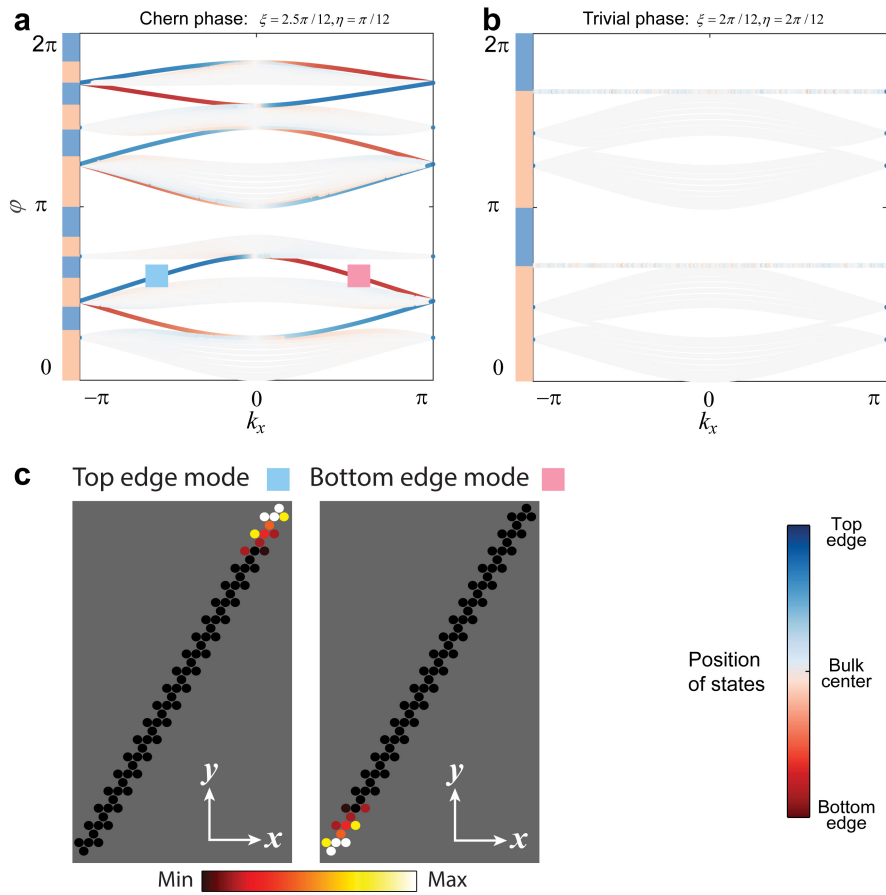 a
Chern phase: ξ = 2.5π / 12, η = π / 12
2π
π
0
φ
−π
0
π
k_x
b
Trivial phase: ξ = 2π / 12, η = 2π / 12
2π
π
0
−π
0
π
k_x
c
Top edge mode
Bottom edge mode
y
x
y
x
Min
Max
Position
of states
Top
edge
Bulk
center
Bottom
edge